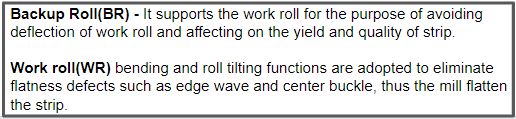 Backup Roll(BR) - It supports the work roll for the purpose of avoiding
deflection of work roll and affecting on the yield and quality of strip.
Work roll(WR) bending and roll tilting functions are adopted to eliminate
flatness defects such as edge wave and center buckle, thus the mill flatten
the strip.